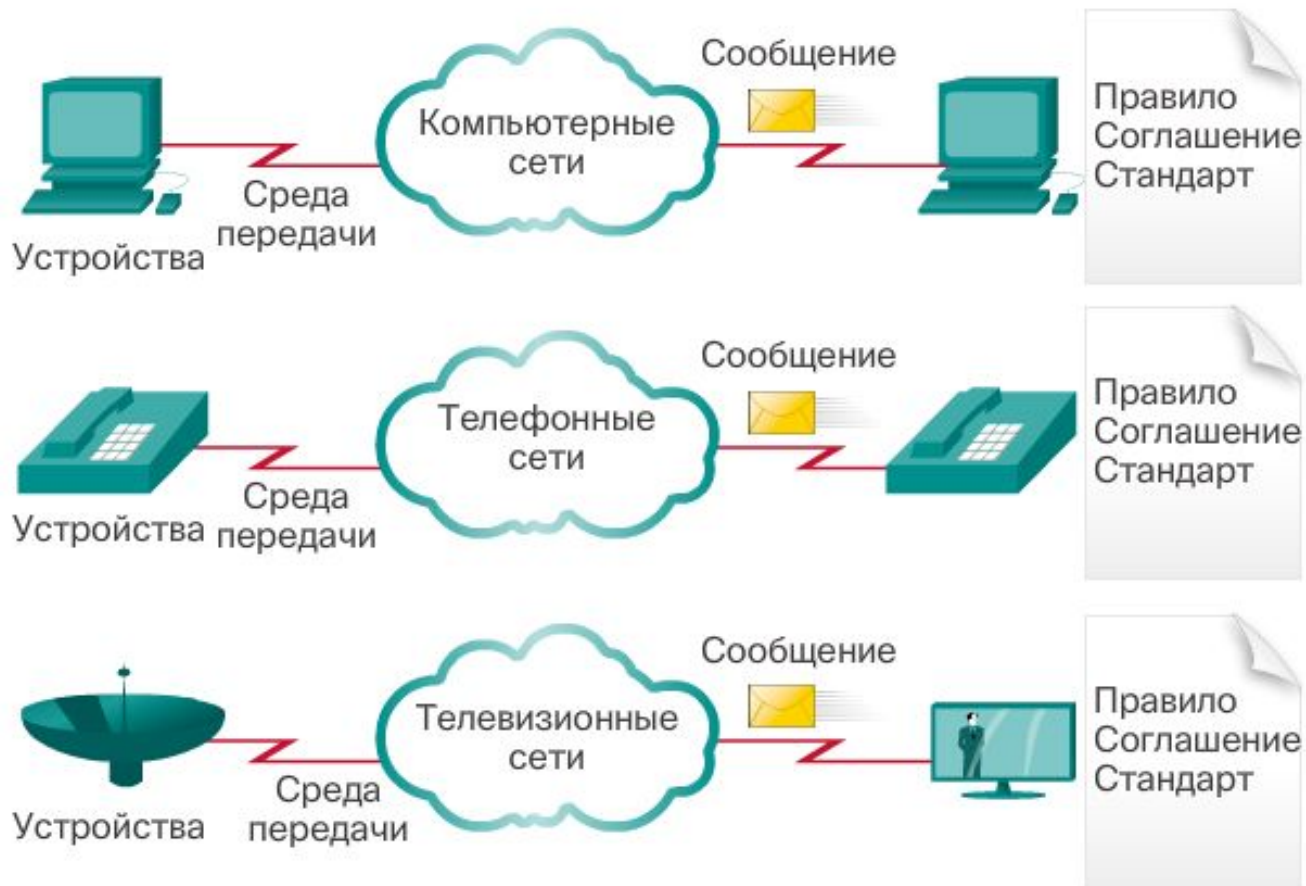 Сообщение
Компьютерные
сети
Среда
передачи
Устройства
Правило
Соглашение
Стандарт
Сообщение
Телефонные
сети
Среда
передачи
Устройства
Правило
Соглашение
Стандарт
Сообщение
Телевизионные
сети
Среда
передачи
Устройства
Правило
Соглашение
Стандарт